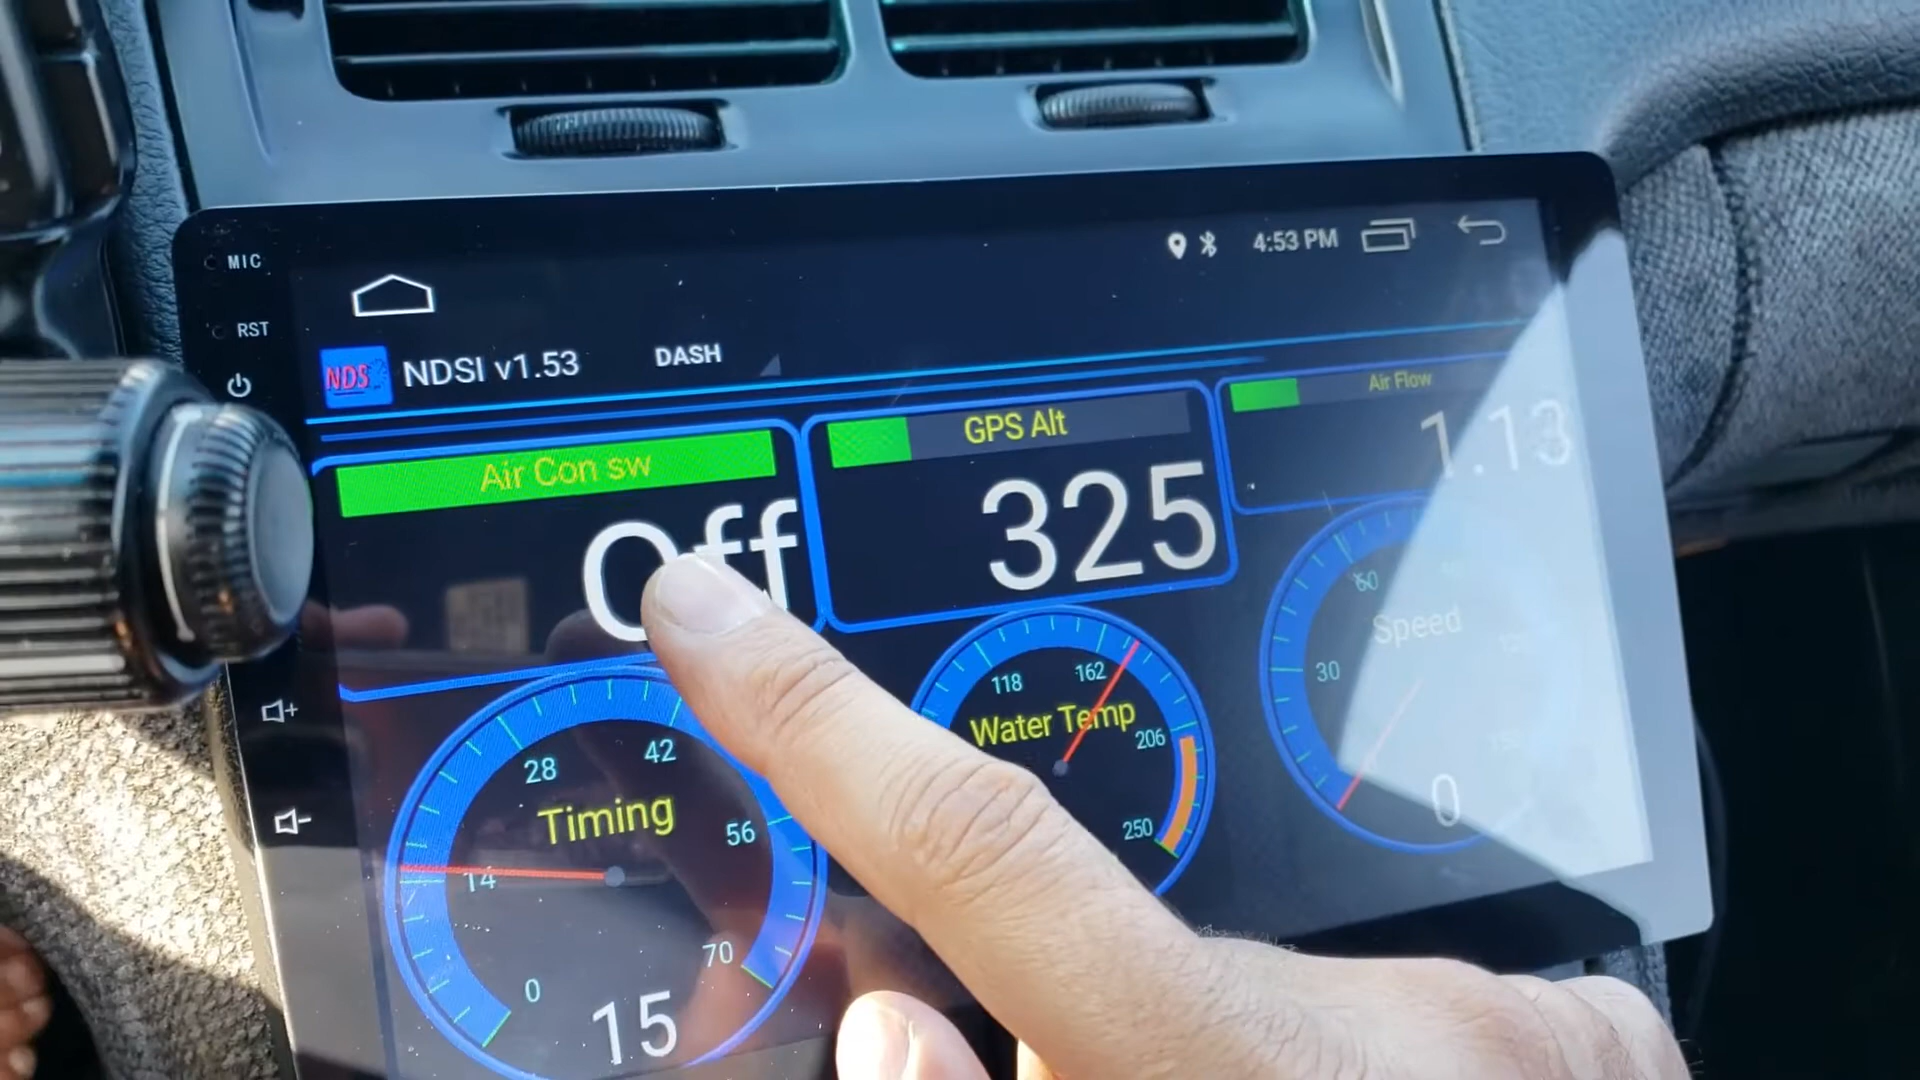 MIC
4:53 PM
RST
NDS
NDSI v1.53
DASH
Air Con sw
Off
GPS Alt
325
Air Flow
1.13
Timing
0
14
28
42
56
70
15
Water Temp
118
162
206
250
Speed
30
60
0